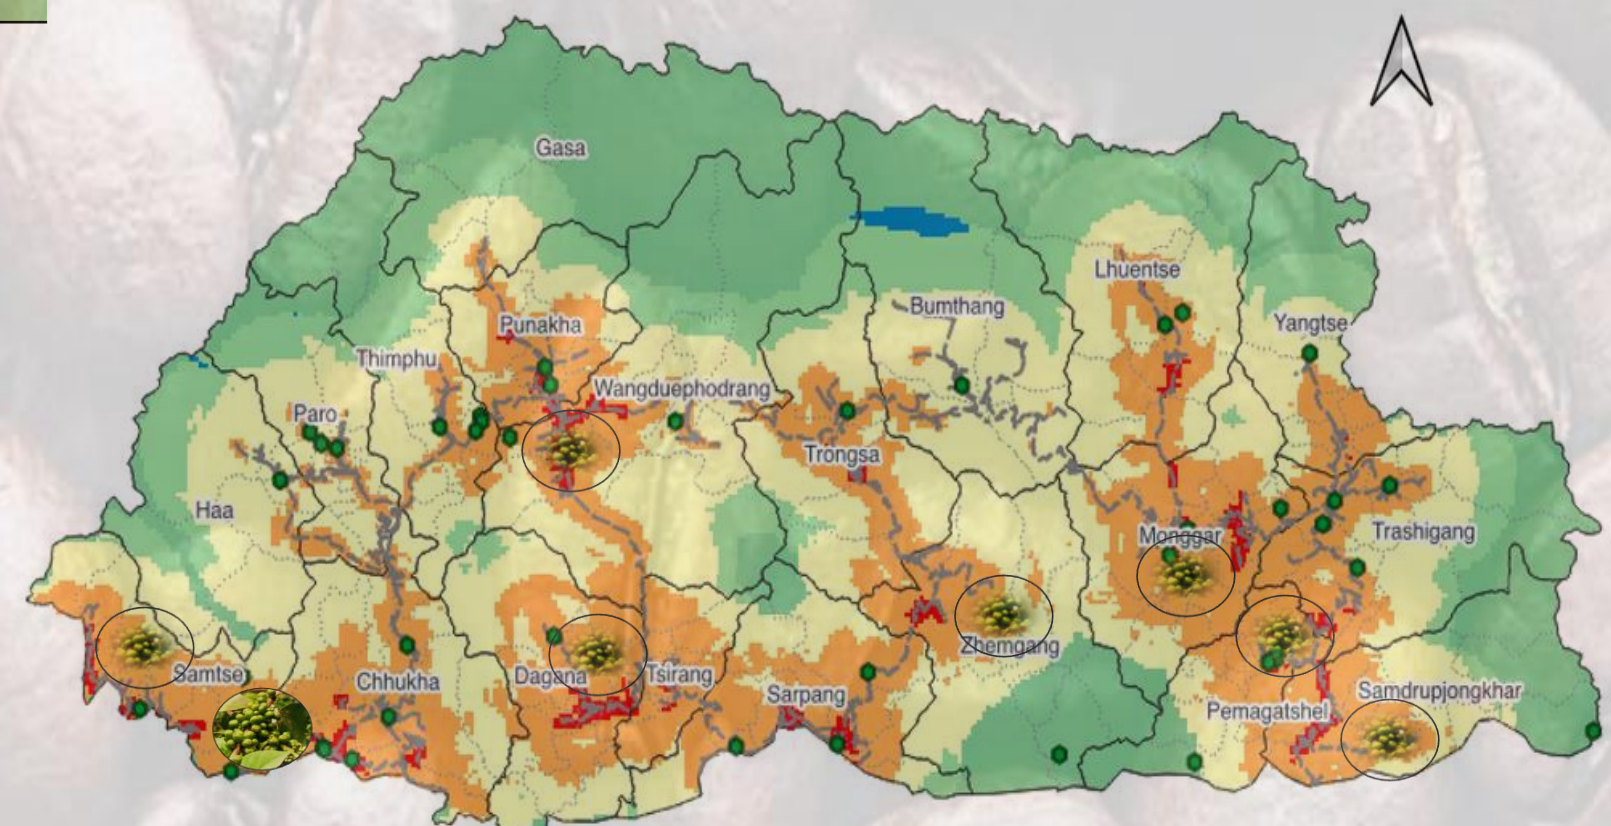 Gasa
Lhuentse
Bumthang
Punakha
Yangtse
Thimphu
Wangduephodrang
Paro
Trongsa
Haa
Monggar
Trashigang
Zhemgang
Samtse
Chhukha
Dagana
Tsirang
Sarpang
Samdrupjongkhar
Pemagatshel